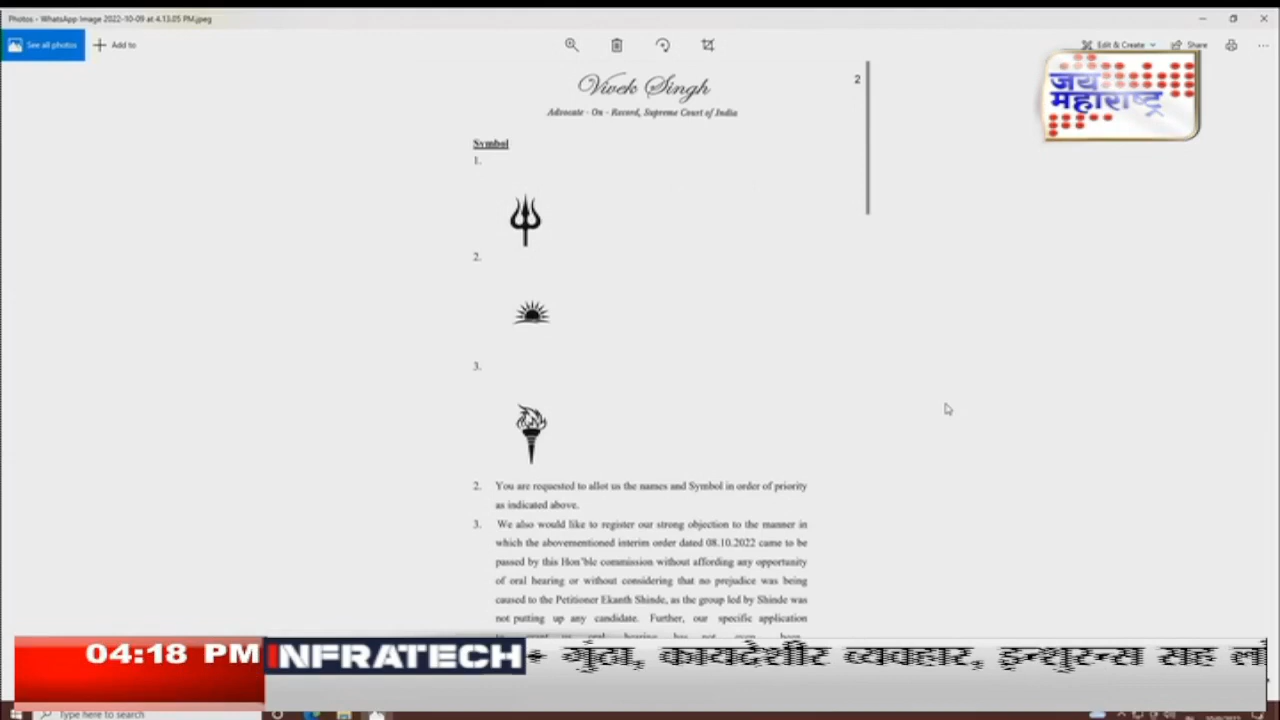 Photos - WhatsApp Image 2022-10-09 at 4.13.05 PM.jpeg
See all photos
Add to
Edit & Create
Share
जय
महाराष्ट्र
Vivek Singh
2
Advocate - On - Record, Supreme Court of India
Symbol
1.
2.
3.
2. You are requested to allot us the names and Symbol in order of priority
as indicated above.
3. We also would like to register our strong objection to the manner in
which the abovementioned interim order dated 08.10.2022 came to be
passed by this Hon'ble commission without affording any opportunity
of oral hearing or without considering that no prejudice was being
caused to the Petitioner Ekanth Shinde, as the group led by Shinde was
not putting up any candidate. Further, our specific application
04:18 PM
INFRATECH
गुंठा, कायदेशीर व्यवहार, इन्शुरन्स सह
Type here to search